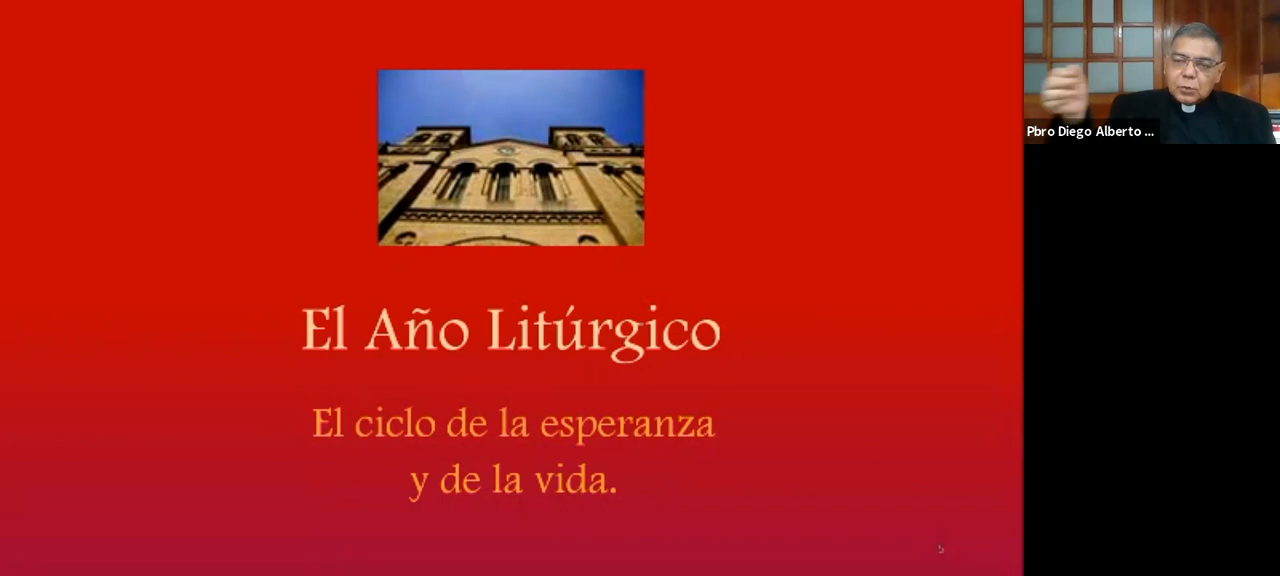 El Año Litúrgico
El ciclo de la esperanza
y de la vida.
Pbro Diego Alberto ...